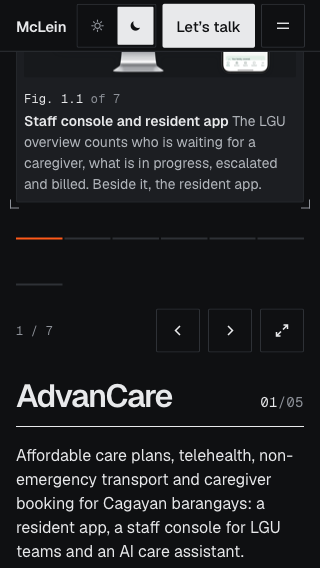 McLein
Let's talk
Fig. 1.1 of 7
Staff console and resident app The LGU
overview counts who is waiting for a
caregiver, what is in progress, escalated
and billed. Beside it, the resident app.
1 / 7
AdvanCare
01/05
Affordable care plans, telehealth, non-
emergency transport and caregiver
booking for Cagayan barangays: a
resident app, a staff console for LGU
teams and an AI care assistant.